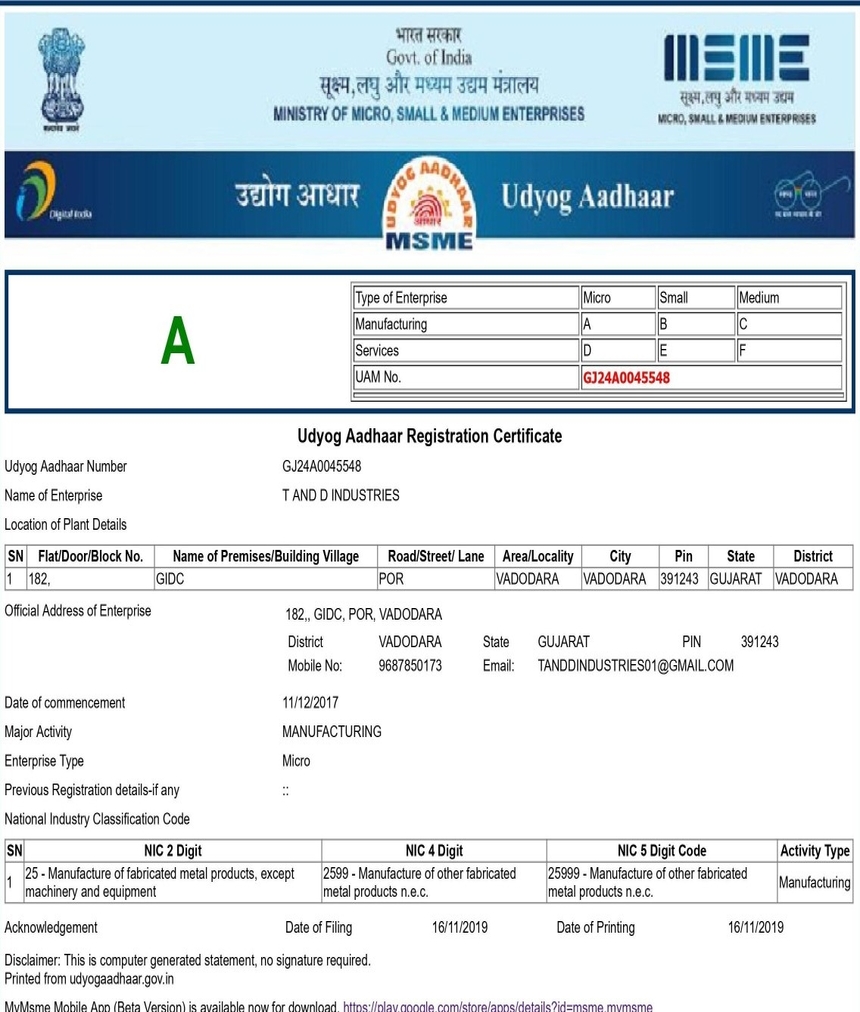 भारत सरकार
Govt. of India
सूक्ष्म,लघु और मध्यम उद्यम मंत्रालय
MINISTRY OF MICRO, SMALL & MEDIUM ENTERPRISES
सत्यमेव जयते
MSME
सूक्ष्म,लघु और मध्यम उद्यम
MICRO, SMALL & MEDIUM ENTERPRISES
Digital India
उद्योग आधार
UDYOG AADHAAR
आधार
MSME
Udyog Aadhaar
A
Type of Enterprise Micro Small Medium
Manufacturing A B C
Services D E F
UAM No. GJ24A0045548
Udyog Aadhaar Registration Certificate
Udyog Aadhaar Number GJ24A0045548
Name of Enterprise T AND D INDUSTRIES
Location of Plant Details
SN Flat/Door/Block No. Name of Premises/Building Village Road/Street/ Lane Area/Locality City Pin State District
1 182, GIDC POR VADODARA VADODARA 391243 GUJARAT VADODARA
Official Address of Enterprise 182,, GIDC, POR, VADODARA
District VADODARA State GUJARAT PIN 391243
Mobile No: 9687850173 Email: TANDDINDUSTRIES01@GMAIL.COM
Date of commencement 11/12/2017
Major Activity MANUFACTURING
Enterprise Type Micro
Previous Registration details-if any ::
National Industry Classification Code
SN NIC 2 Digit NIC 4 Digit NIC 5 Digit Code Activity Type
1 25 - Manufacture of fabricated metal products, except machinery and equipment 2599 - Manufacture of other fabricated metal products n.e.c. 25999 - Manufacture of other fabricated metal products n.e.c. Manufacturing
Acknowledgement Date of Filing 16/11/2019 Date of Printing 16/11/2019
Disclaimer: This is computer generated statement, no signature required.
Printed from udyogaadhaar.gov.in
MyMsme Mobile App (Beta Version) is available now for download. https://play.google.com/store/apps/details?id=msme.mymsme